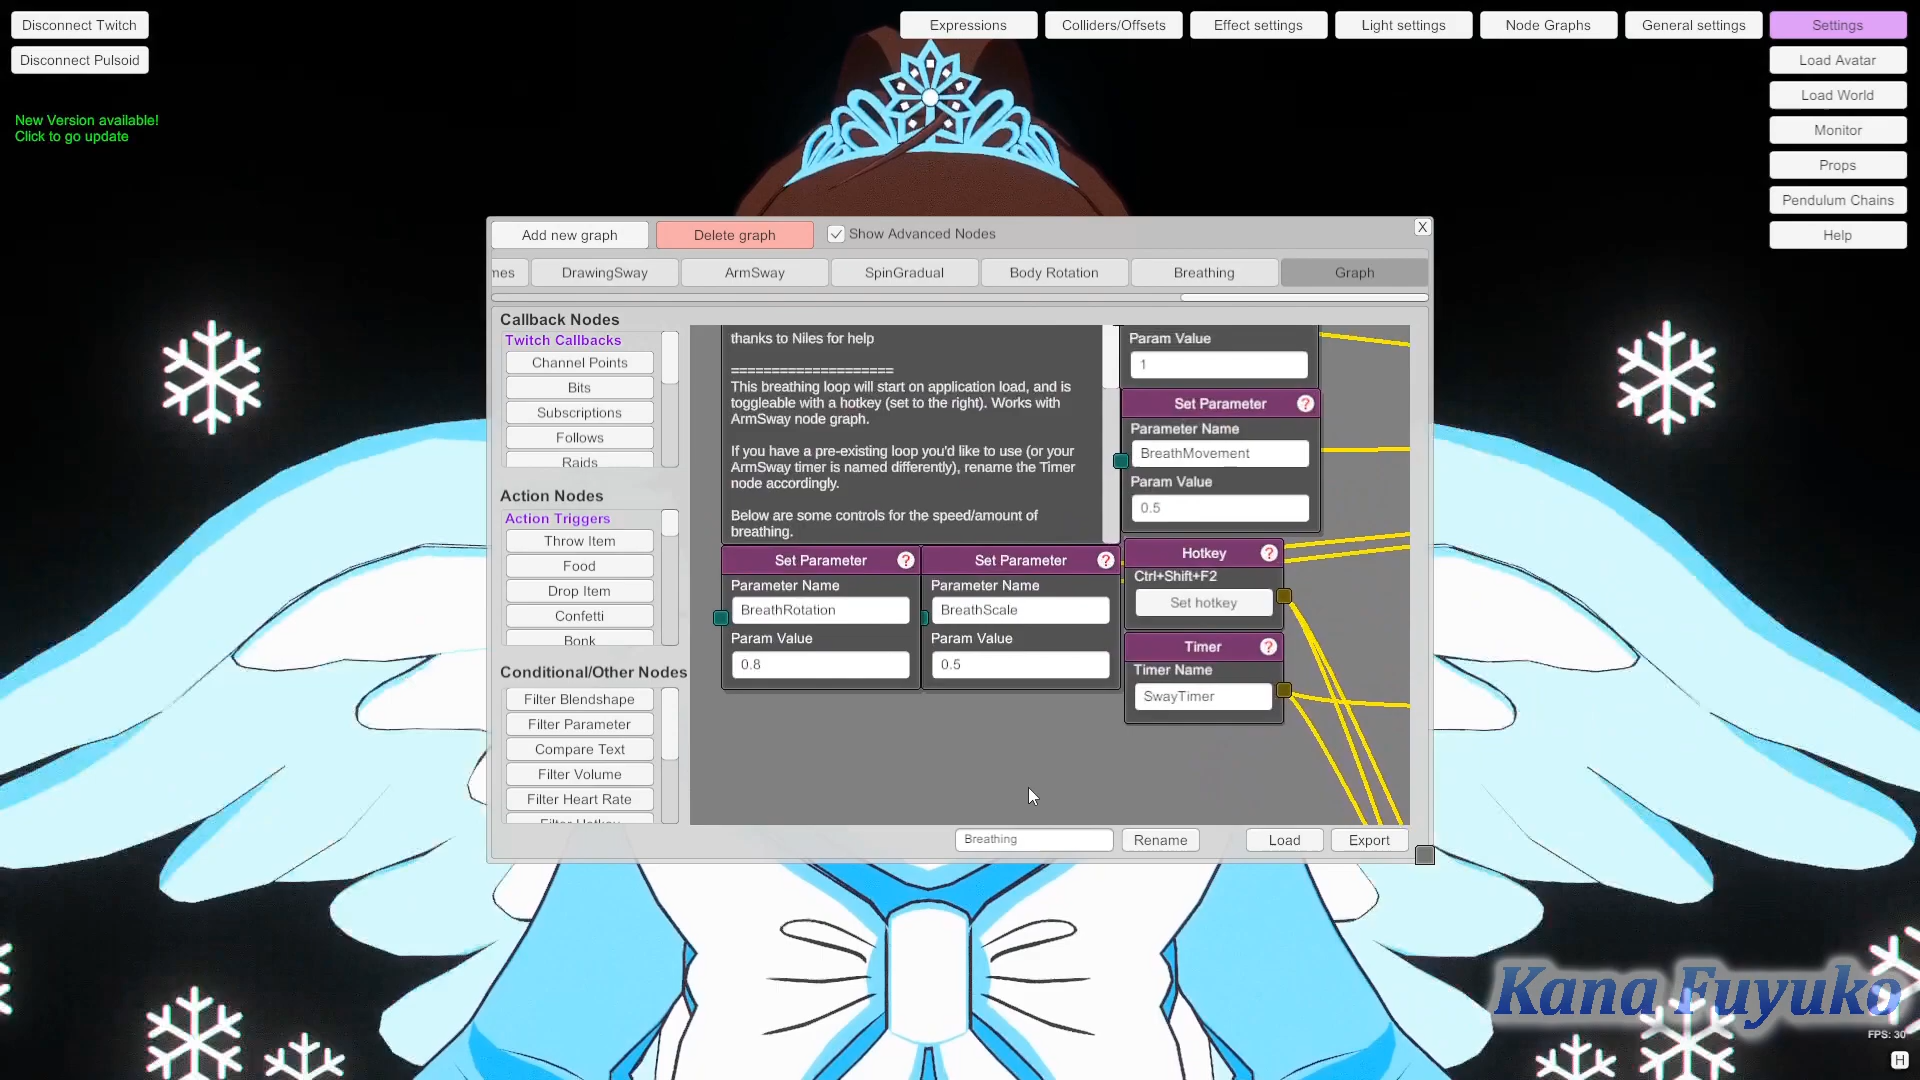 Disconnect Twitch
Disconnect Pulsoid
New Version available!
Click to go update
Expressions
Colliders/Offsets
Effect settings
Light settings
Node Graphs
General settings
Settings
Load Avatar
Load World
Monitor
Props
Pendulum Chains
Help
Add new graph
Delete graph
Show Advanced Nodes
X
mes
DrawingSway
ArmSway
SpinGradual
Body Rotation
Breathing
Graph
Callback Nodes
Twitch Callbacks
Channel Points
Bits
Subscriptions
Follows
Raids
Action Nodes
Action Triggers
Throw Item
Food
Drop Item
Confetti
Bonk
Conditional/Other Nodes
Filter Blendshape
Filter Parameter
Compare Text
Filter Volume
Filter Heart Rate
Filter Hotkey
thanks to Niles for help
====================
This breathing loop will start on application load, and is
toggleable with a hotkey (set to the right). Works with
ArmSway node graph.
If you have a pre-existing loop you'd like to use (or your
ArmSway timer is named differently), rename the Timer
node accordingly.
Below are some controls for the speed/amount of
breathing.
Param Value
1
Set Parameter ?
Parameter Name
BreathMovement
Param Value
0.5
Set Parameter ?
Parameter Name
BreathRotation
Param Value
0.8
Set Parameter ?
Parameter Name
BreathScale
Param Value
0.5
Hotkey ?
Ctrl+Shift+F2
Set hotkey
Timer ?
Timer Name
SwayTimer
Breathing
Rename
Load
Export
Kana Fuyuko
FPS: 30
H